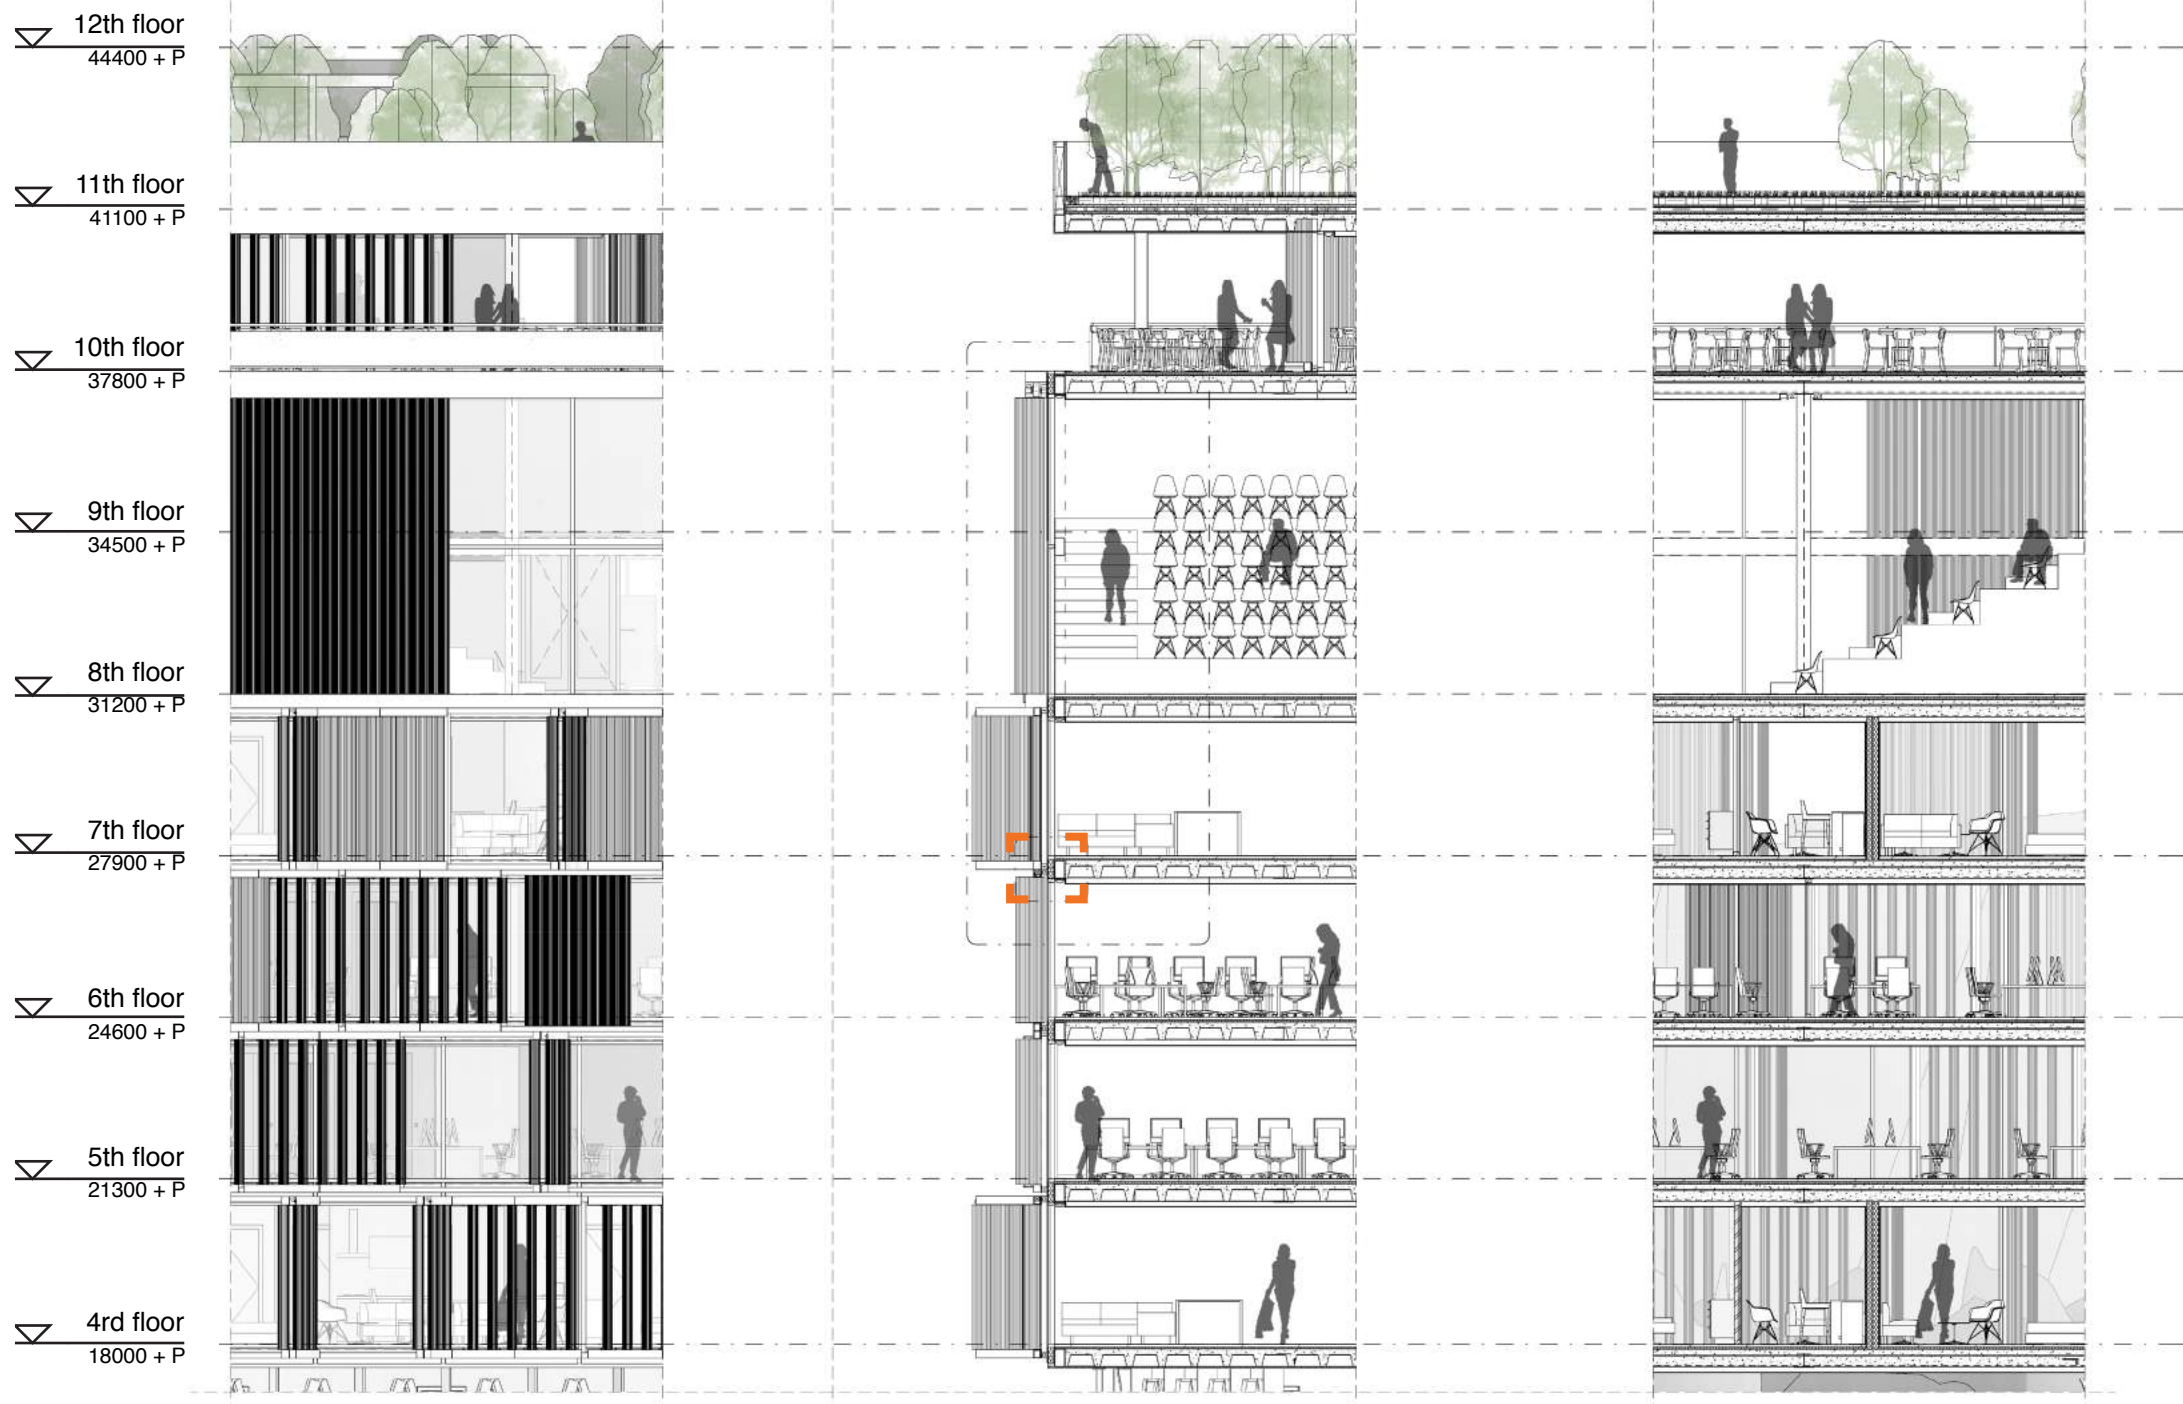 12th floor
44400 + P
11th floor
41100 + P
10th floor
37800 + P
9th floor
34500 + P
8th floor
31200 + P
7th floor
27900 + P
6th floor
24600 + P
5th floor
21300 + P
4rd floor
18000 + P